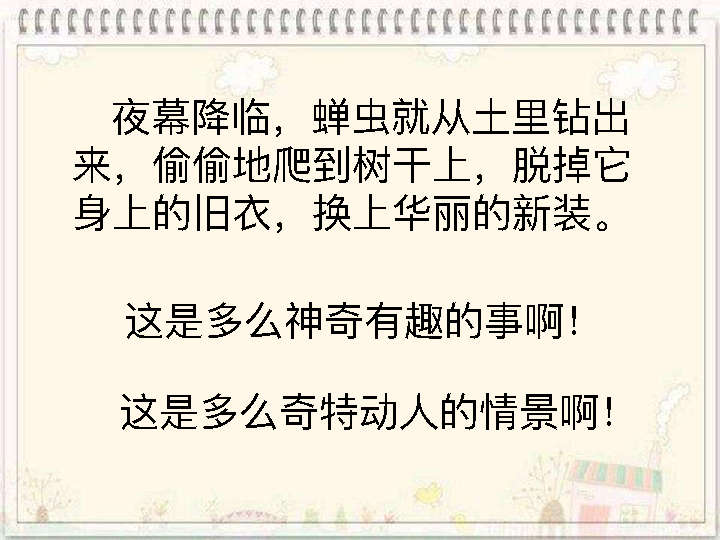 夜幕降临，蝉虫就从土里钻出
来，偷偷地爬到树干上，脱掉它
身上的旧衣，换上华丽的新装。
这是多么神奇有趣的事啊！
这是多么奇特动人的情景啊！